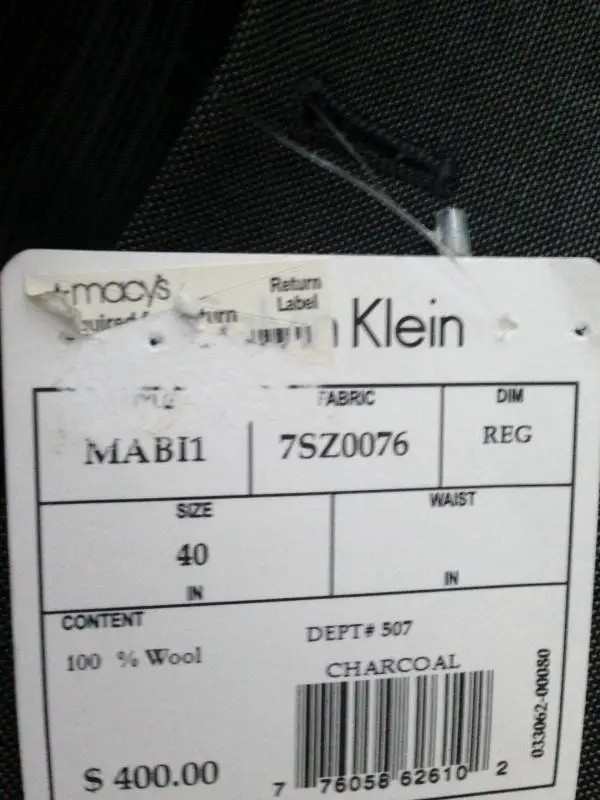 macy's Return
Label
Klein
FABRIC DIM
MABI1 7SZ0076 REG
SIZE WAIST
40
IN IN
CONTENT DEPT# 507
100 % Wool CHARCOAL
$ 400.00
7 76058 62610 2
033062-00080